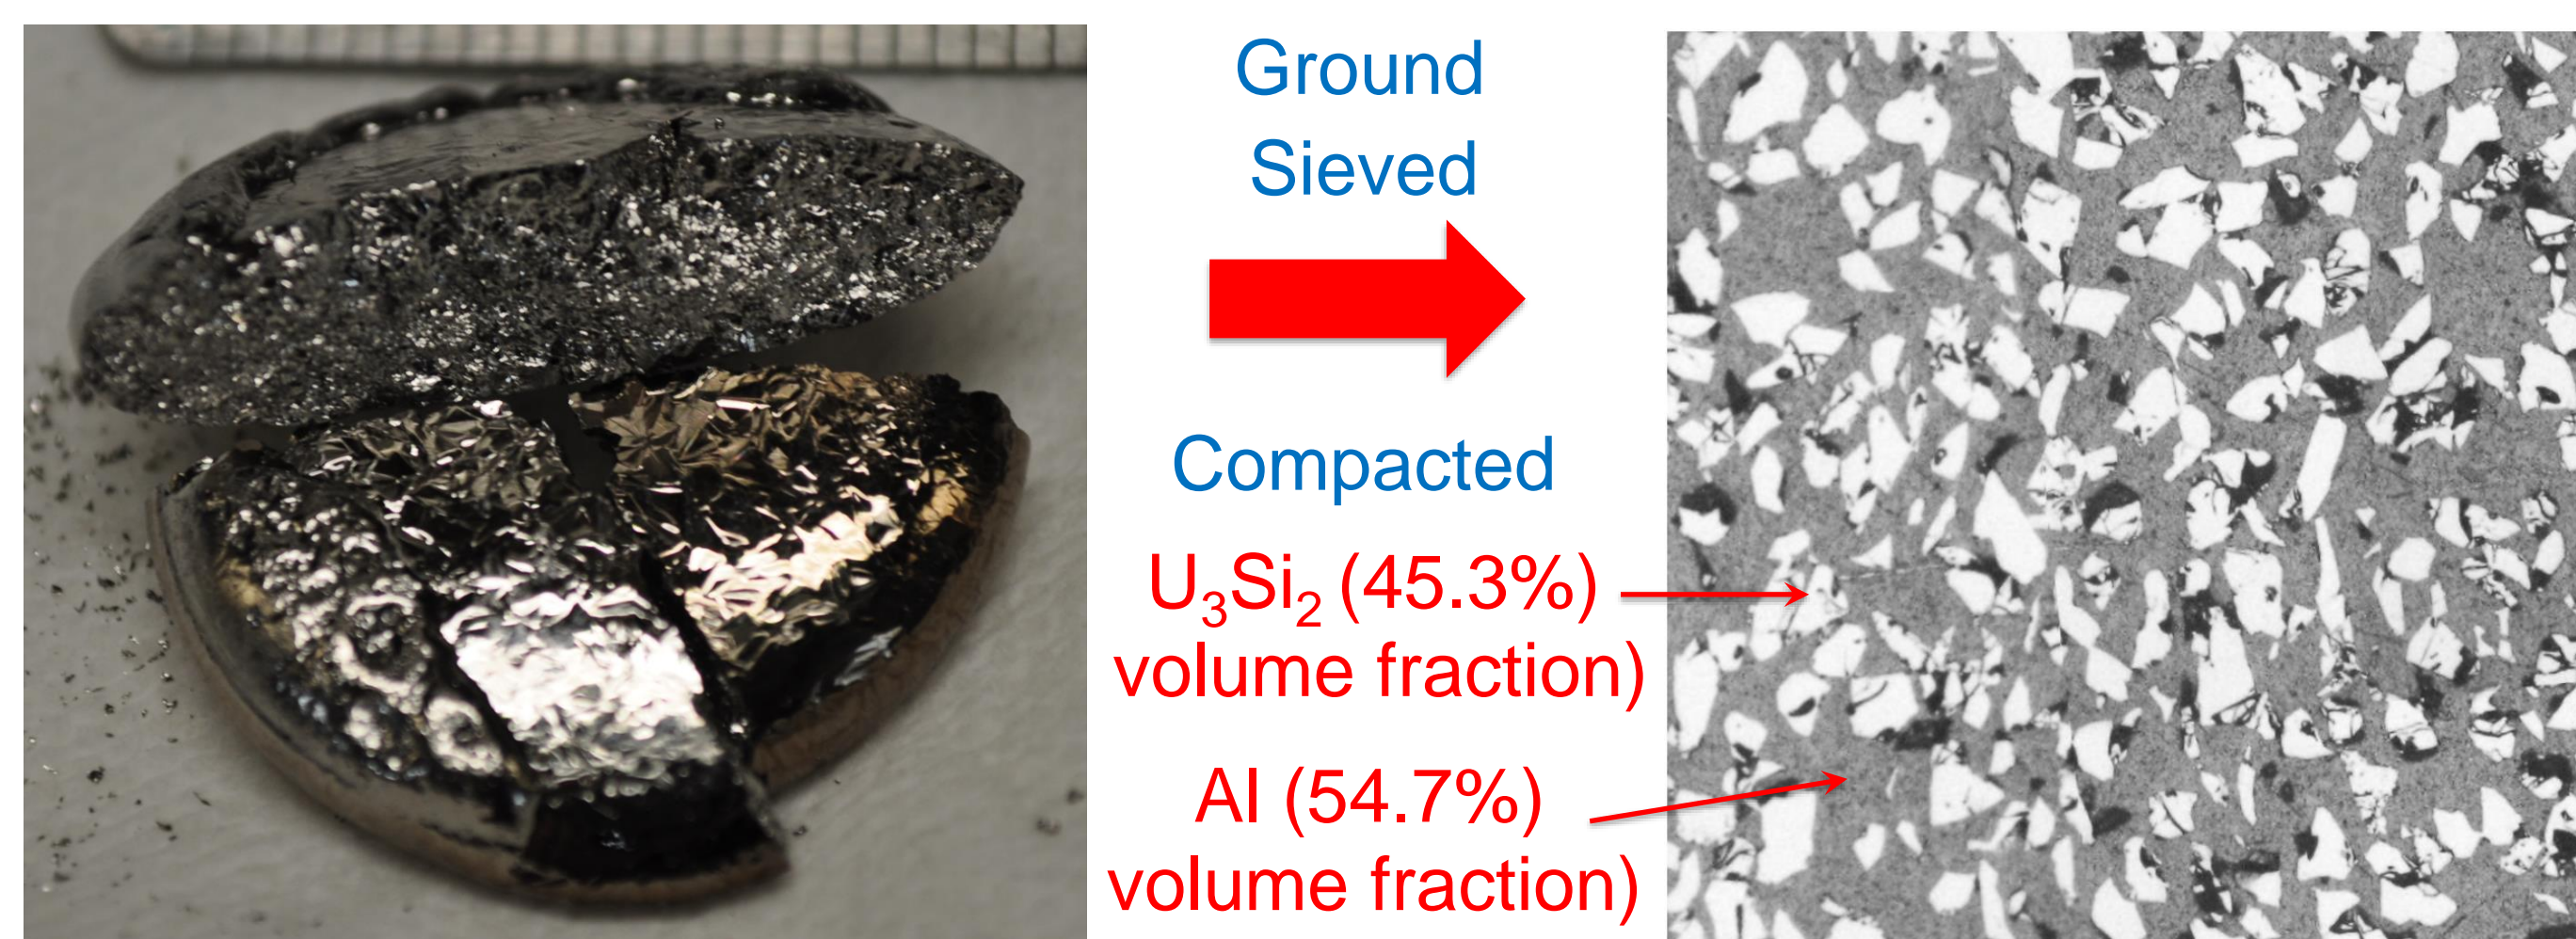 Ground
Sieved
Compacted
U₃Si₂ (45.3%)
volume fraction)
Al (54.7%)
volume fraction)